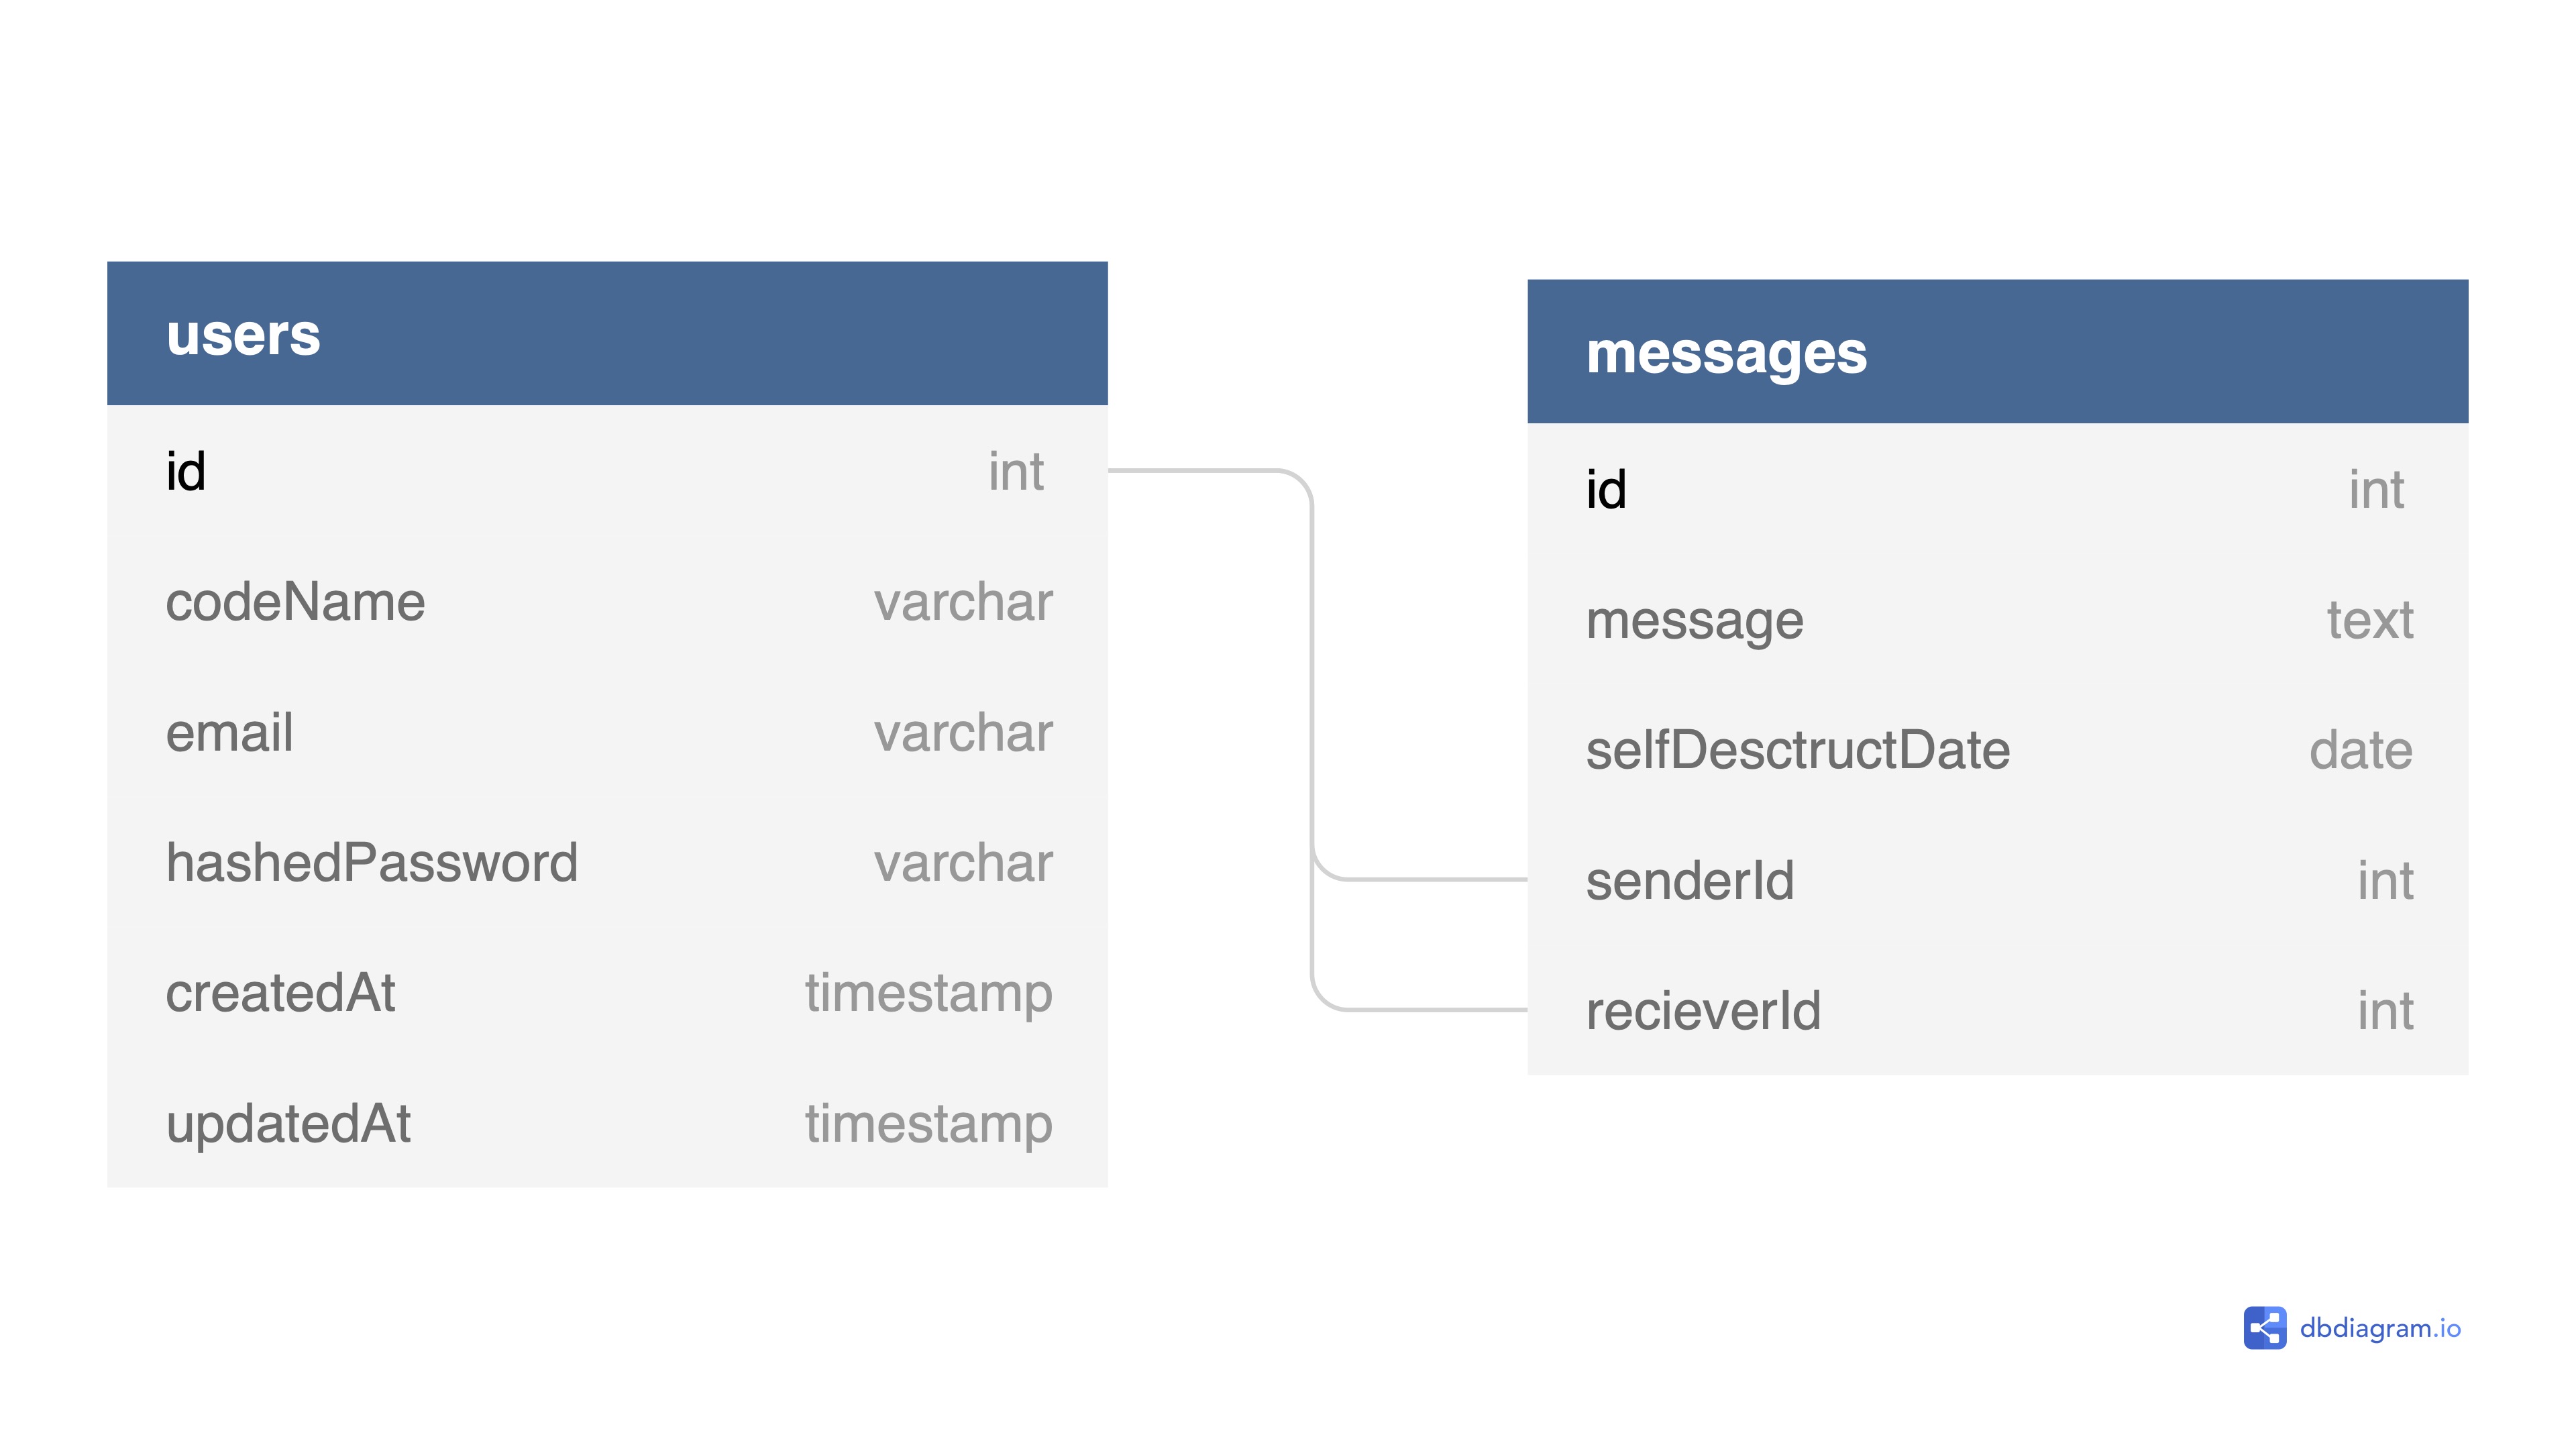 users
id int
codeName varchar
email varchar
hashedPassword varchar
createdAt timestamp
updatedAt timestamp
messages
id int
message text
selfDesctructDate date
senderId int
recieverId int
dbdiagram.io